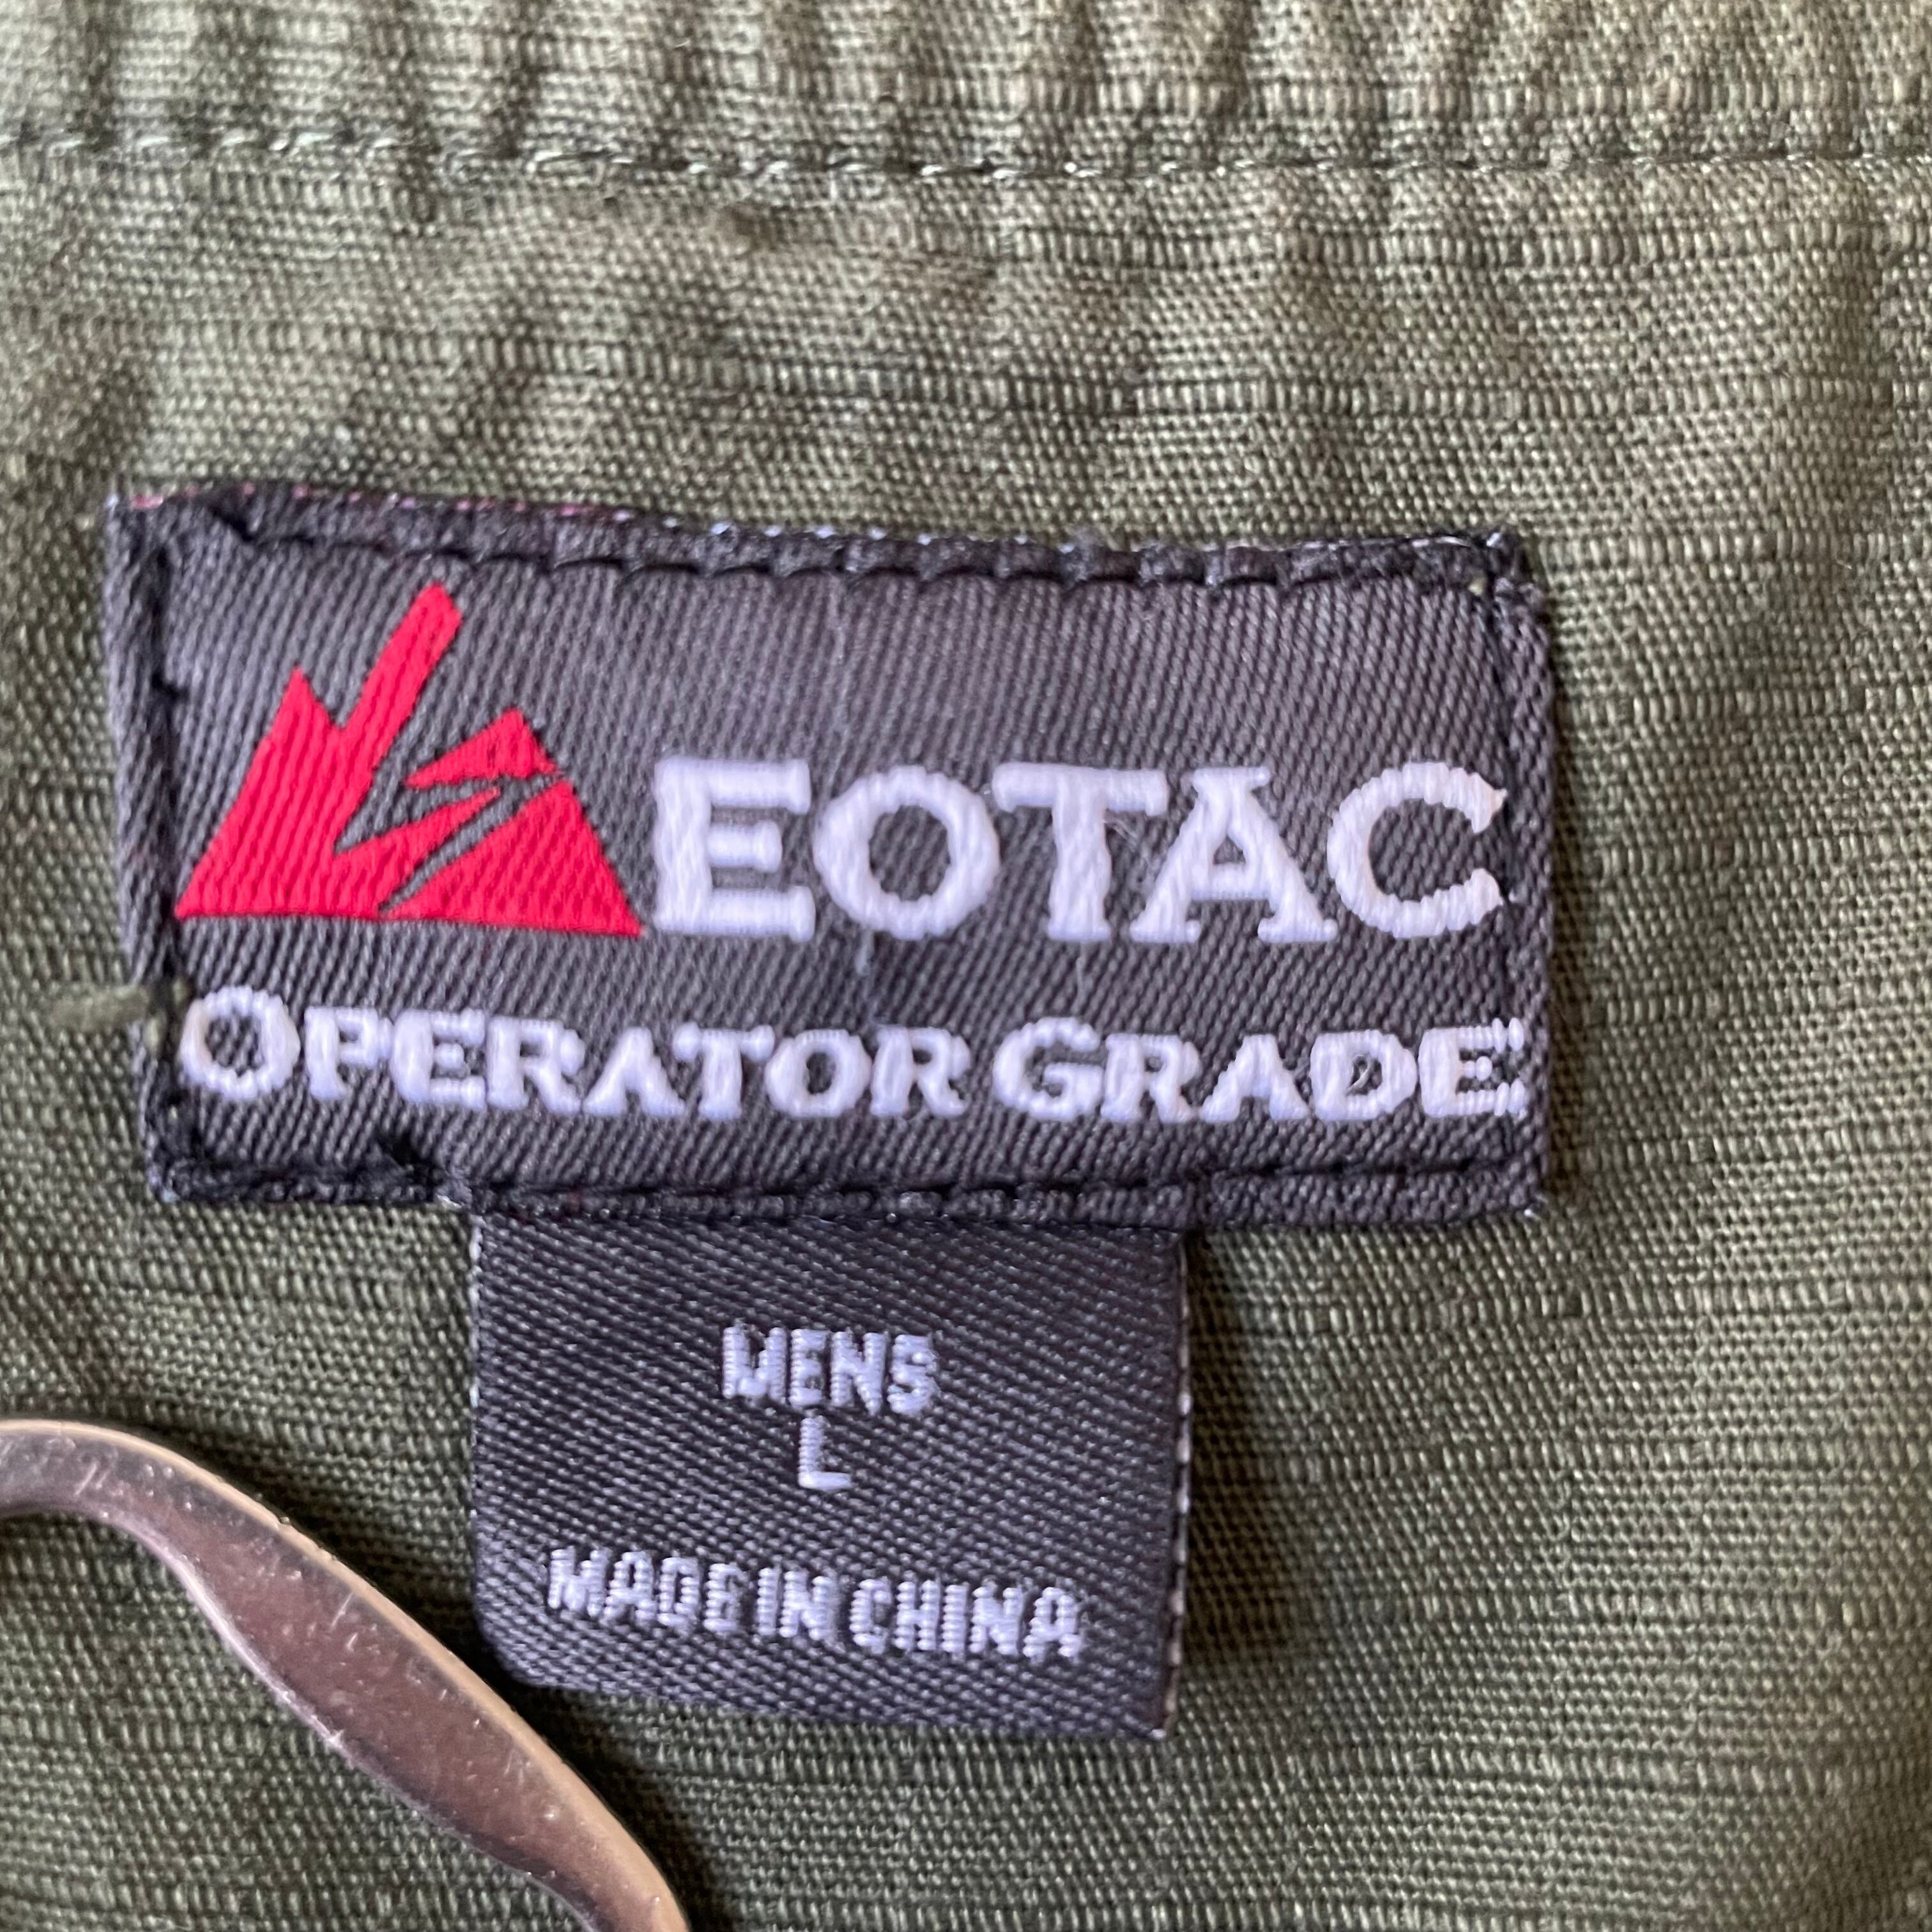 EOTAC
OPERATOR GRADE
MENS
L
MADE IN CHINA